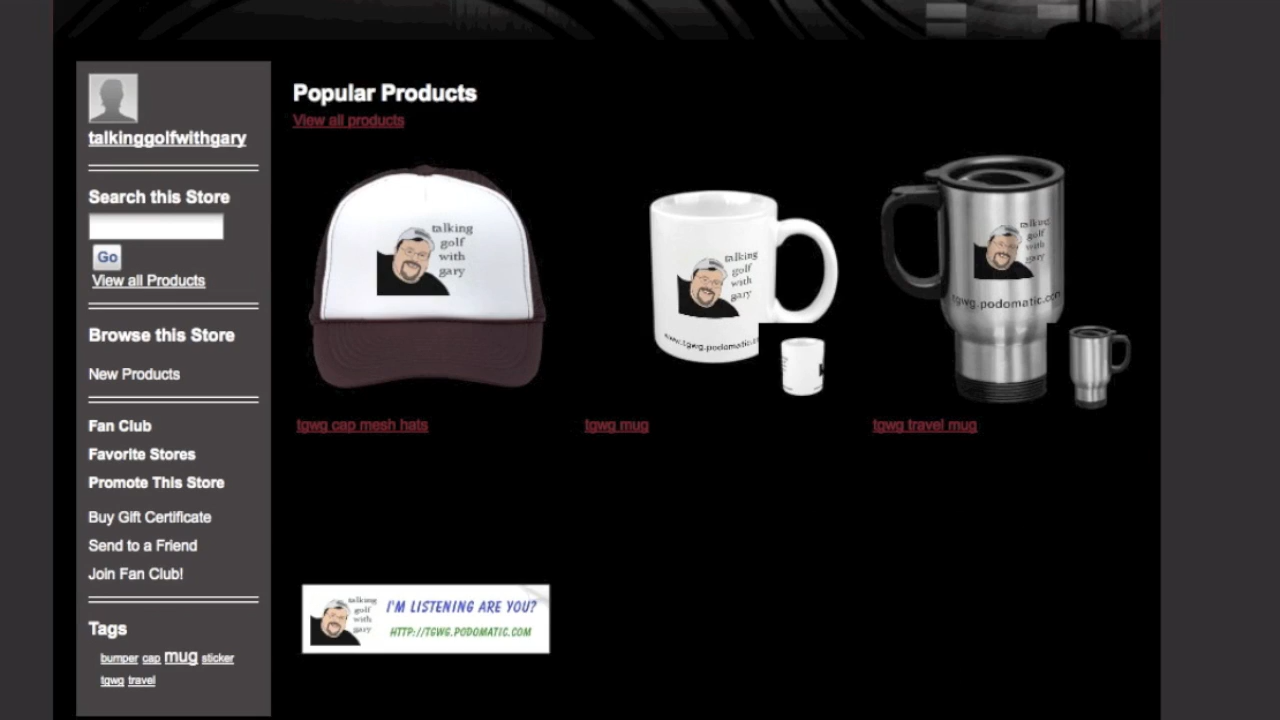 talkinggolfwithgary
Search this Store
Go
View all Products
Browse this Store
New Products
Fan Club
Favorite Stores
Promote This Store
Buy Gift Certificate
Send to a Friend
Join Fan Club!
Tags
bumper cap mug sticker
tgwg travel
Popular Products
View all products
talking
golf
with
gary
tgwg cap mesh hats
talking
golf
with
gary
tgwg mug
talking
golf
with
gary
tgwg.podomatic.com
tgwg travel mug
talking
golf
with
gary
I'M LISTENING ARE YOU?
HTTP://TGWG.PODOMATIC.COM